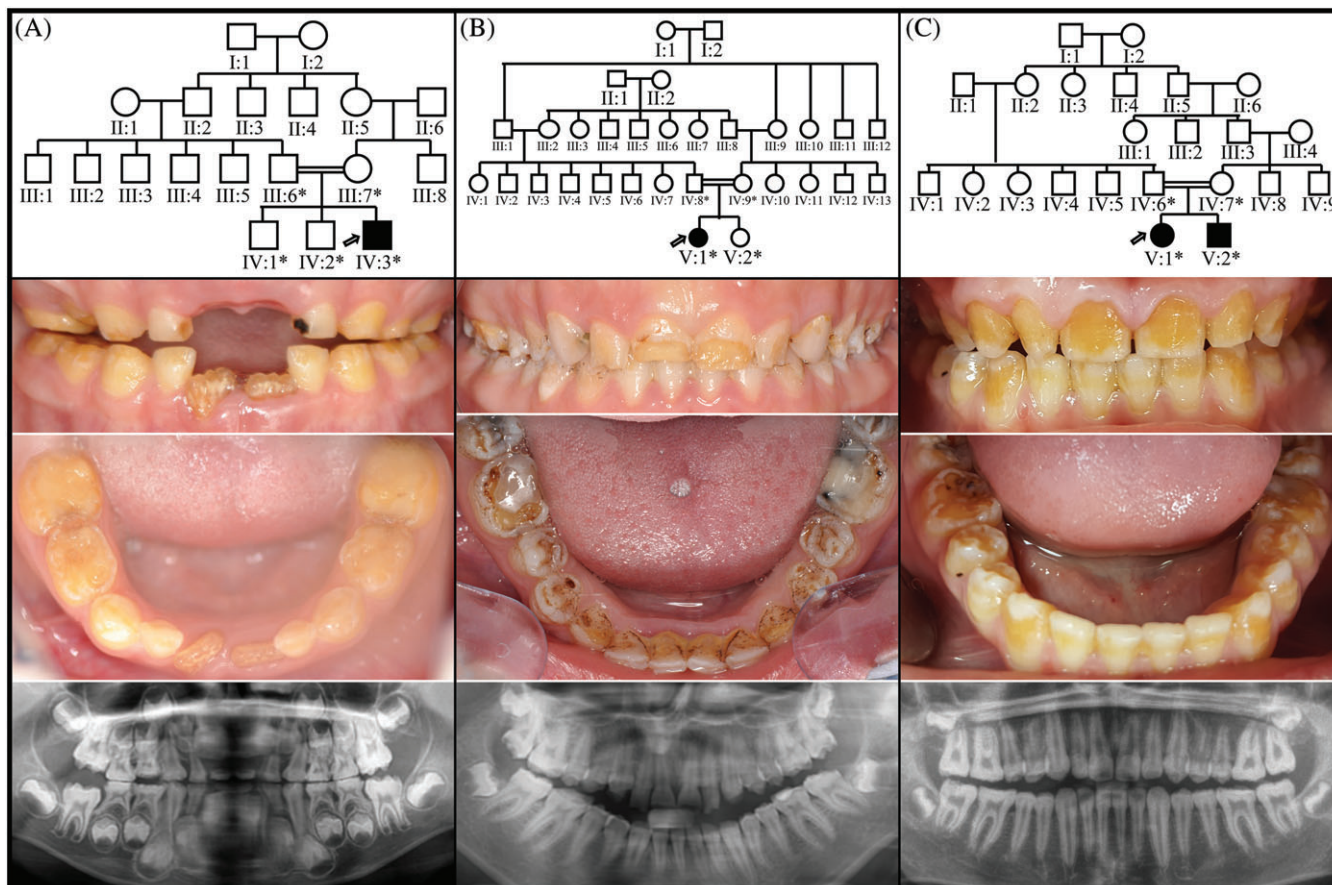 (A)
I:1 I:2
II:1 II:2 II:3 II:4 II:5 II:6
III:1 III:2 III:3 III:4 III:5 III:6* III:7* III:8
IV:1* IV:2* IV:3*
(B)
I:1 I:2
II:1 II:2
III:1 III:2 III:3 III:4 III:5 III:6 III:7 III:8 III:9 III:10 III:11 III:12
IV:1 IV:2 IV:3 IV:4 IV:5 IV:6 IV:7 IV:8* IV:9* IV:10 IV:11 IV:12 IV:13
V:1* V:2*
(C)
I:1 I:2
II:1 II:2 II:3 II:4 II:5 II:6
III:1 III:2 III:3 III:4
IV:1 IV:2 IV:3 IV:4 IV:5 IV:6* IV:7* IV:8 IV:9
V:1* V:2*